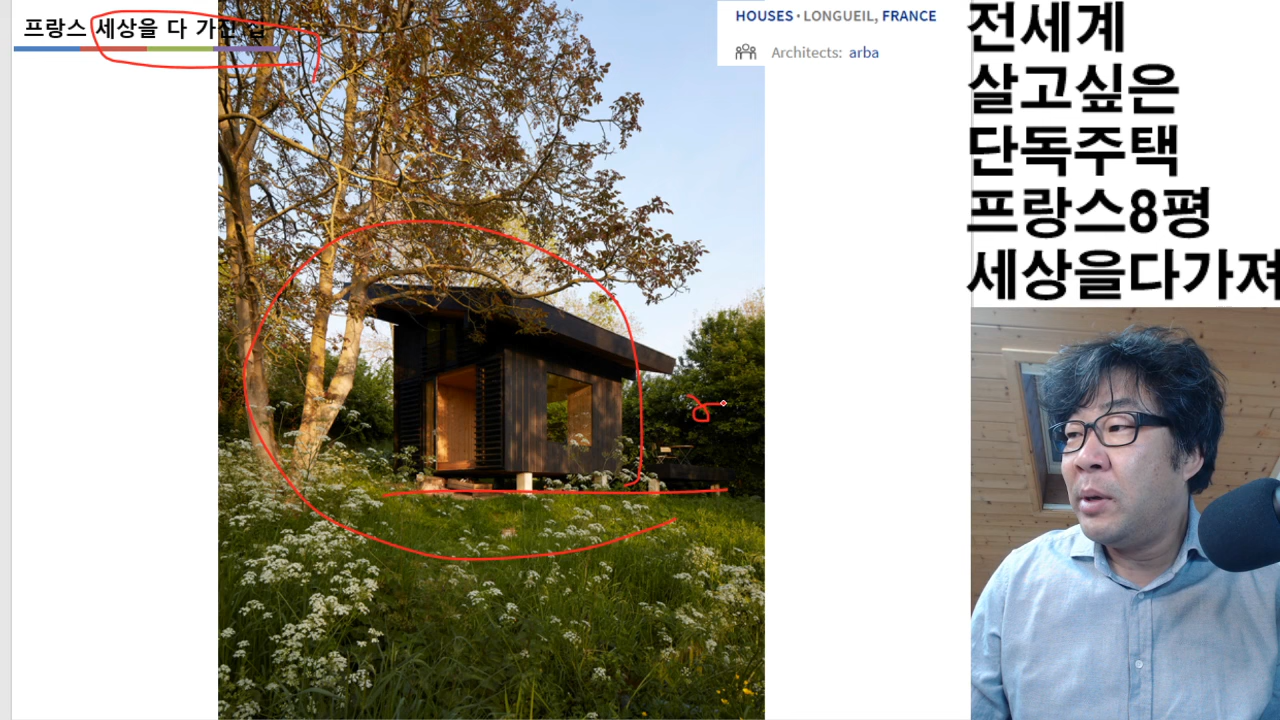 프랑스 세상을 다 가진 집
HOUSES · LONGUEIL, FRANCE
Architects: arba
전세계
살고싶은
단독주택
프랑스8평
세상을다가져